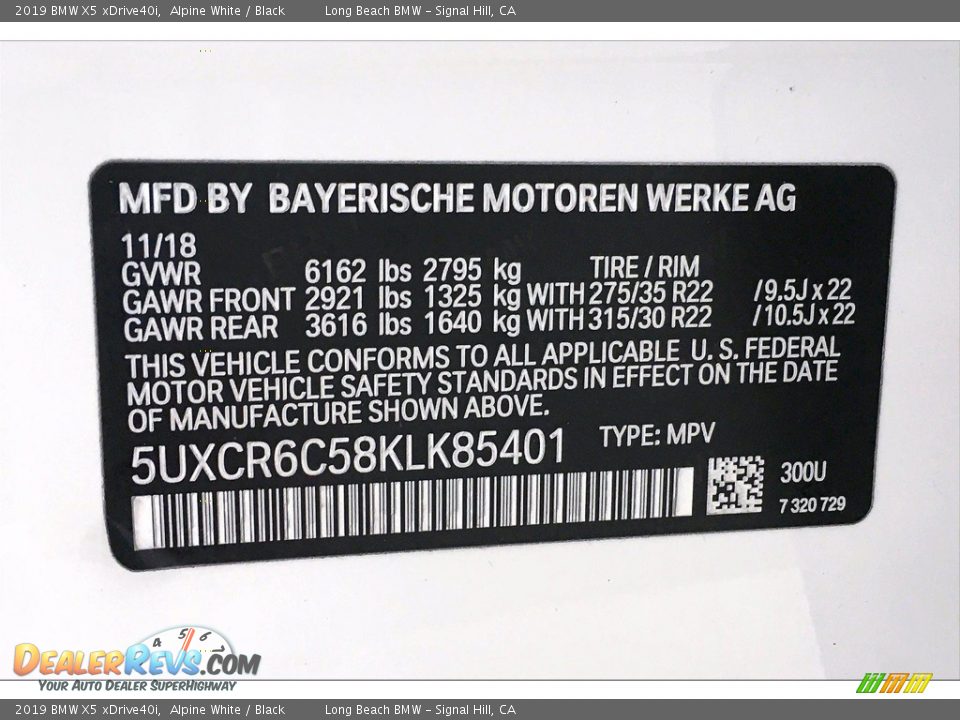 2019 BMW X5 xDrive40i, Alpine White / Black Long Beach BMW - Signal Hill, CA
MFD BY BAYERISCHE MOTOREN WERKE AG
11/18
GVWR 6162 lbs 2795 kg TIRE / RIM
GAWR FRONT 2921 lbs 1325 kg WITH 275/35 R22 /9.5J x 22
GAWR REAR 3616 lbs 1640 kg WITH 315/30 R22 /10.5J x 22
THIS VEHICLE CONFORMS TO ALL APPLICABLE U. S. FEDERAL
MOTOR VEHICLE SAFETY STANDARDS IN EFFECT ON THE DATE
OF MANUFACTURE SHOWN ABOVE.
5UXCR6C58KLK85401 TYPE: MPV
300U
7 320 729
4 5 6 7
DEALERREVS.COM
YOUR AUTO DEALER SUPERHIGHWAY
2019 BMW X5 xDrive40i, Alpine White / Black Long Beach BMW - Signal Hill, CA